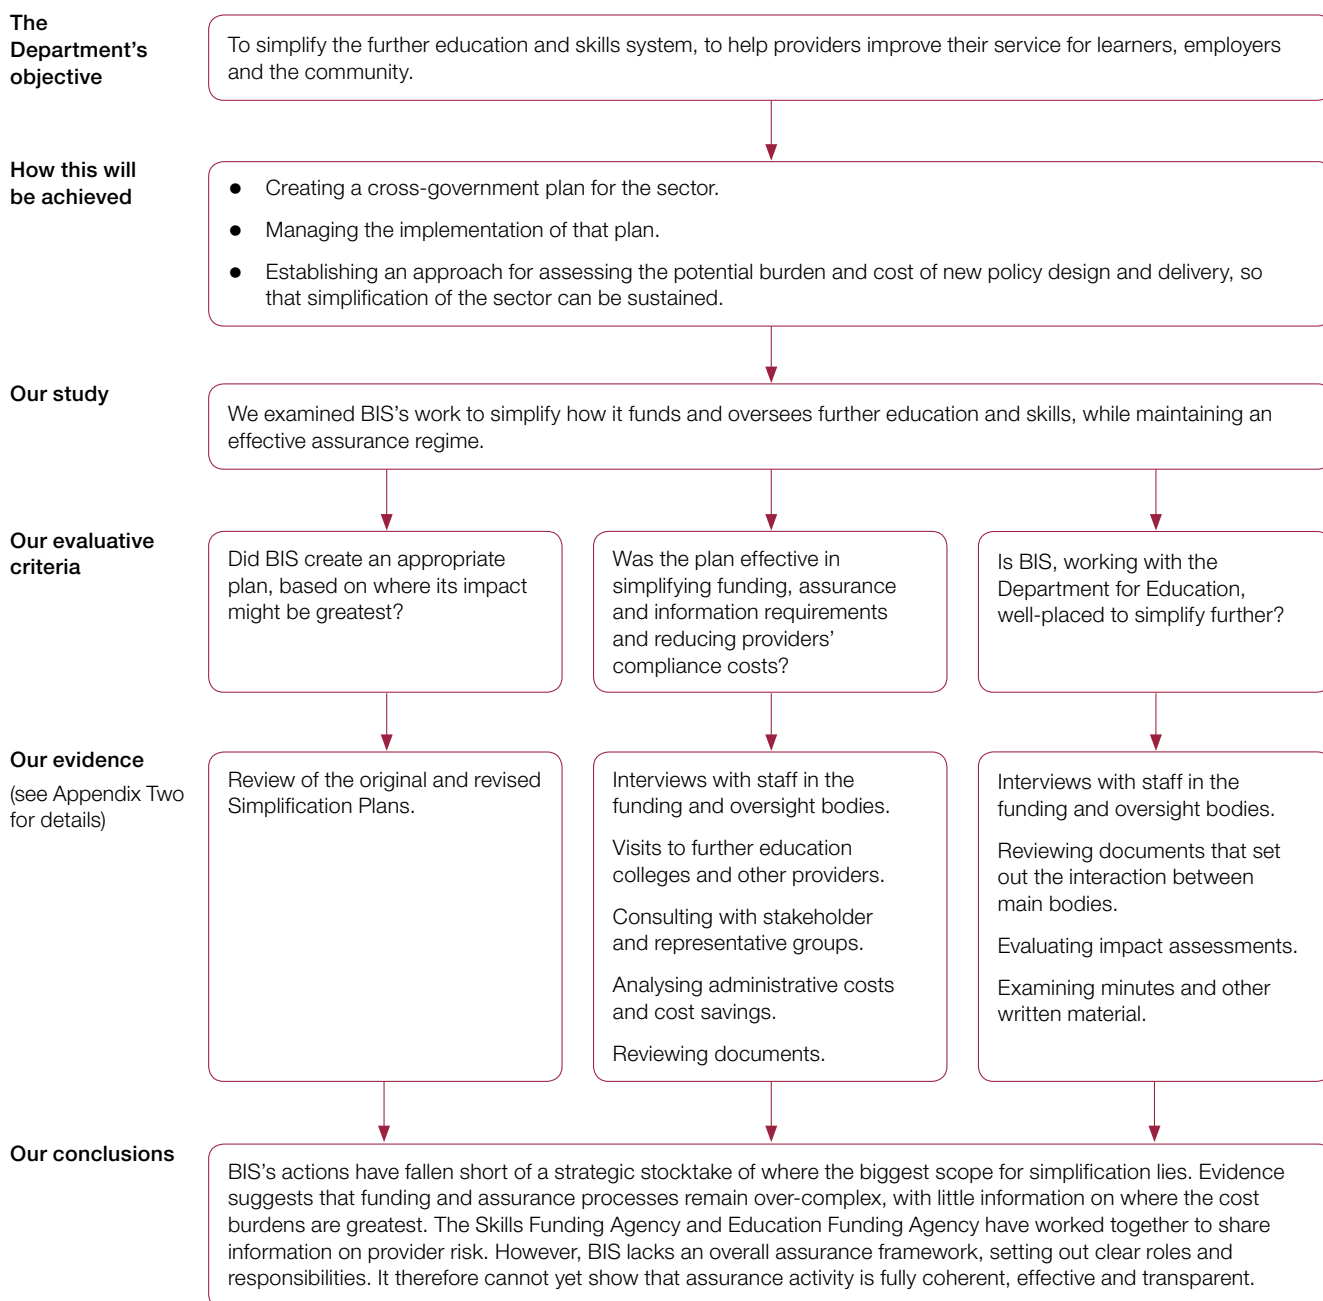 The
Department's
objective
To simplify the further education and skills system, to help providers improve their service for learners, employers
and the community.
How this will
be achieved
● Creating a cross-government plan for the sector.
● Managing the implementation of that plan.
● Establishing an approach for assessing the potential burden and cost of new policy design and delivery, so
that simplification of the sector can be sustained.
Our study
We examined BIS's work to simplify how it funds and oversees further education and skills, while maintaining an
effective assurance regime.
Our evaluative
criteria
Did BIS create an appropriate
plan, based on where its impact
might be greatest?
Was the plan effective in
simplifying funding, assurance
and information requirements
and reducing providers'
compliance costs?
Is BIS, working with the
Department for Education,
well-placed to simplify further?
Our evidence
(see Appendix Two
for details)
Review of the original and revised
Simplification Plans.
Interviews with staff in the
funding and oversight bodies.
Visits to further education
colleges and other providers.
Consulting with stakeholder
and representative groups.
Analysing administrative costs
and cost savings.
Reviewing documents.
Interviews with staff in the
funding and oversight bodies.
Reviewing documents that set
out the interaction between
main bodies.
Evaluating impact assessments.
Examining minutes and other
written material.
Our conclusions
BIS's actions have fallen short of a strategic stocktake of where the biggest scope for simplification lies. Evidence
suggests that funding and assurance processes remain over-complex, with little information on where the cost
burdens are greatest. The Skills Funding Agency and Education Funding Agency have worked together to share
information on provider risk. However, BIS lacks an overall assurance framework, setting out clear roles and
responsibilities. It therefore cannot yet show that assurance activity is fully coherent, effective and transparent.